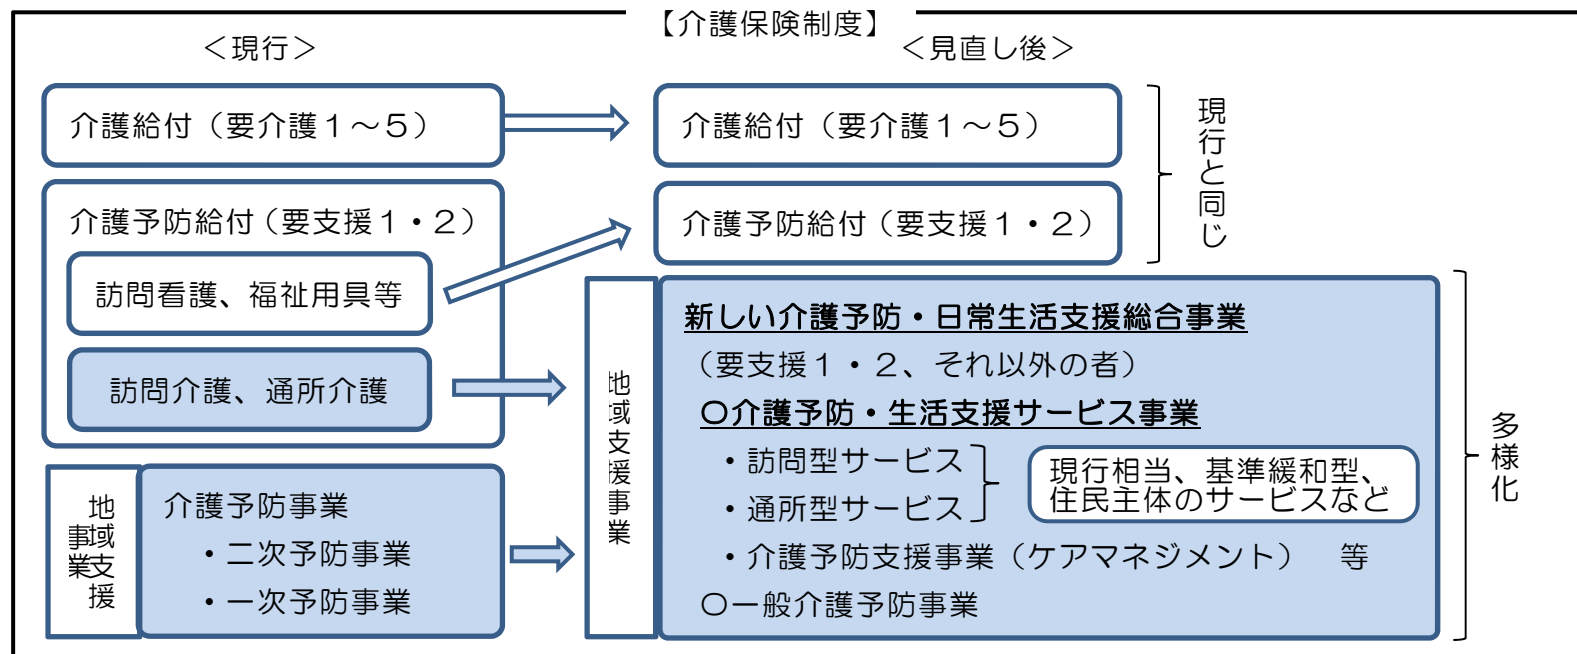 【介護保険制度】
＜現行＞
介護給付（要介護１～５）
介護予防給付（要支援１・２）
訪問看護、福祉用具等
訪問介護、通所介護
地域支援
事業
介護予防事業
・二次予防事業
・一次予防事業
＜見直し後＞
介護給付（要介護１～５）
介護予防給付（要支援１・２）
現行と同じ
地域支援事業
新しい介護予防・日常生活支援総合事業
（要支援１・２、それ以外の者）
〇介護予防・生活支援サービス事業
・訪問型サービス
・通所型サービス
現行相当、基準緩和型、
住民主体のサービスなど
・介護予防支援事業（ケアマネジメント）　等
〇一般介護予防事業
多様化